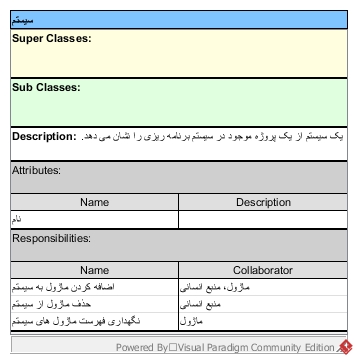 سیستم
Super Classes:
Sub Classes:
Description: یک سیستم از یک پروژه موجود در سیستم برنامه ریزی را نشان می دهد.
Attributes:
Name Description
نام
Responsibilities:
Name Collaborator
اضافه کردن ماژول به سیستم ماژول، منبع انسانی
حذف ماژول از سیستم منبع انسانی
نگهداری فهرست ماژول های سیستم ماژول
Powered By□Visual Paradigm Community Edition